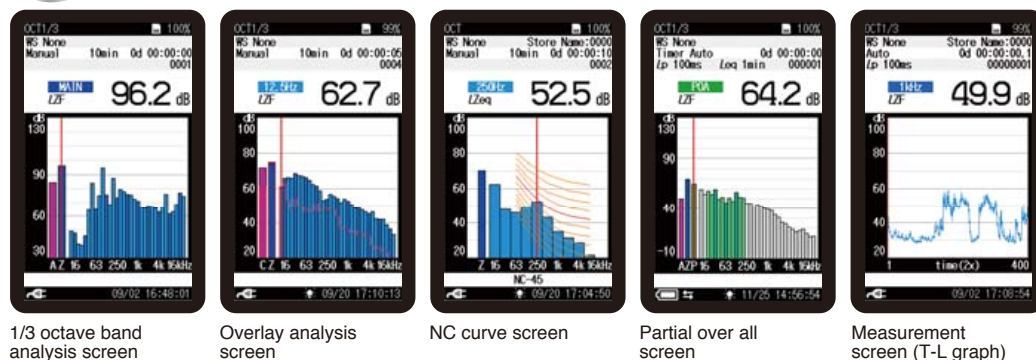 OCT1/3 100%
WS None
Manual 10min 0d 00:00:00
0001
MAIN
LZF 96.2 dB
dB
130
90
60
30
A Z 16 63 250 1k 4k 16kHz
09/02 16:48:01
1/3 octave band
analysis screen
OCT1/3 99%
WS None
Manual 10min 0d 00:00:05
0004
12.5Hz
LZF 62.7 dB
dB
100
80
60
40
20
C Z 16 63 250 1k 4k 16kHz
09/20 17:10:13
Overlay analysis
screen
OCT 100%
WS None Store Name:0000
Manual 10min 0d 00:00:10
0002
250Hz
LZeq 52.5 dB
dB
100
80
60
40
20
Z 16 63 250 1k 4k 16kHz
NC-45
09/20 17:04:50
NC curve screen
OCT1/3 100%
WS None
Timer Auto 0d 00:00:00
Lp 100ms Leq 1min 000001
POA
LZF 64.2 dB
dB
130
90
40
-10
AZP 16 63 250 1k 4k 16kHz
11/25 14:56:54
Partial over all
screen
OCT1/3 99%
WS None Store Name:0000
Auto 0d 00:00:00.1
Lp 100ms 00000001
1kHz
LZF 49.9 dB
dB
100
80
60
40
20
1 time(2x) 400
09/02 17:08:54
Measurement
screen (T-L graph)